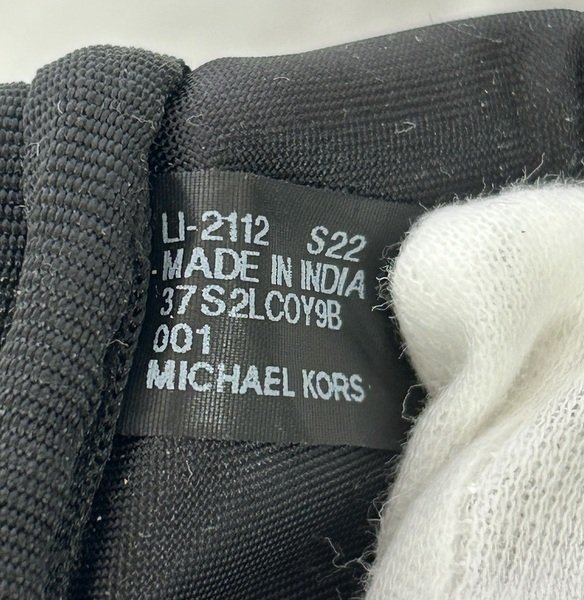 LI-2112 S22
MADE IN INDIA
37S2LCOY9B
001
MICHAEL KORS